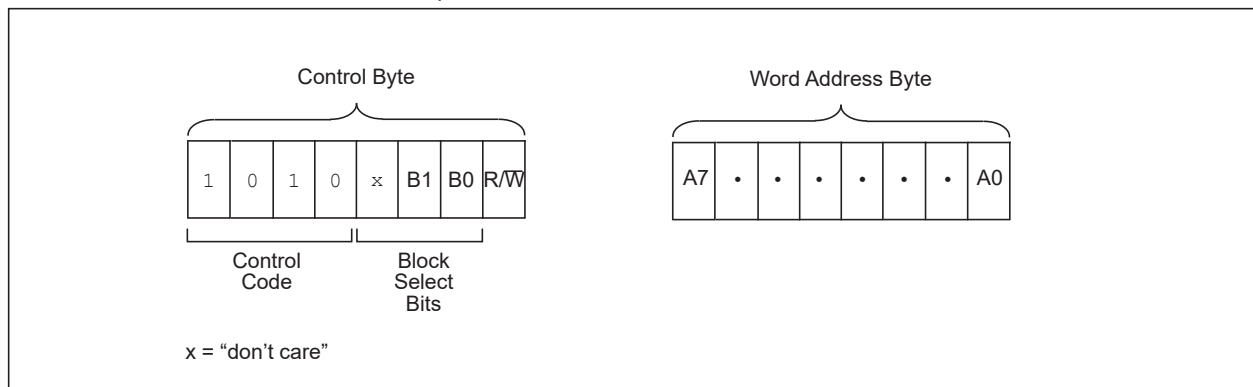 Control Byte
Word Address Byte
1 0 1 0 x B1 B0 R/W̅
A7 • • • • • • A0
Control
Code
Block
Select
Bits
x = “don’t care”